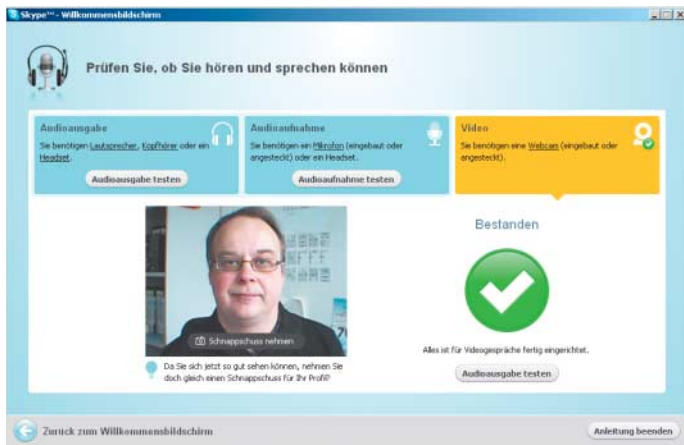 Skype™ - Willkommensbildschirm
Prüfen Sie, ob Sie hören und sprechen können
Audioausgabe
Sie benötigen Lautsprecher, Kopfhörer oder ein
Headset.
Audioausgabe testen
Audioaufnahme
Sie benötigen ein Mikrofon (eingebaut oder
angesteckt) oder ein Headset.
Audioaufnahme testen
Video
Sie benötigen eine Webcam (eingebaut oder
angesteckt).
Schnappschuss nehmen
Da Sie sich jetzt so gut sehen können, nehmen Sie
doch gleich einen Schnappschuss für Ihr Profil?
Bestanden
Alles ist für Videogespräche fertig eingerichtet.
Audioausgabe testen
Zurück zum Willkommensbildschirm
Anleitung beenden